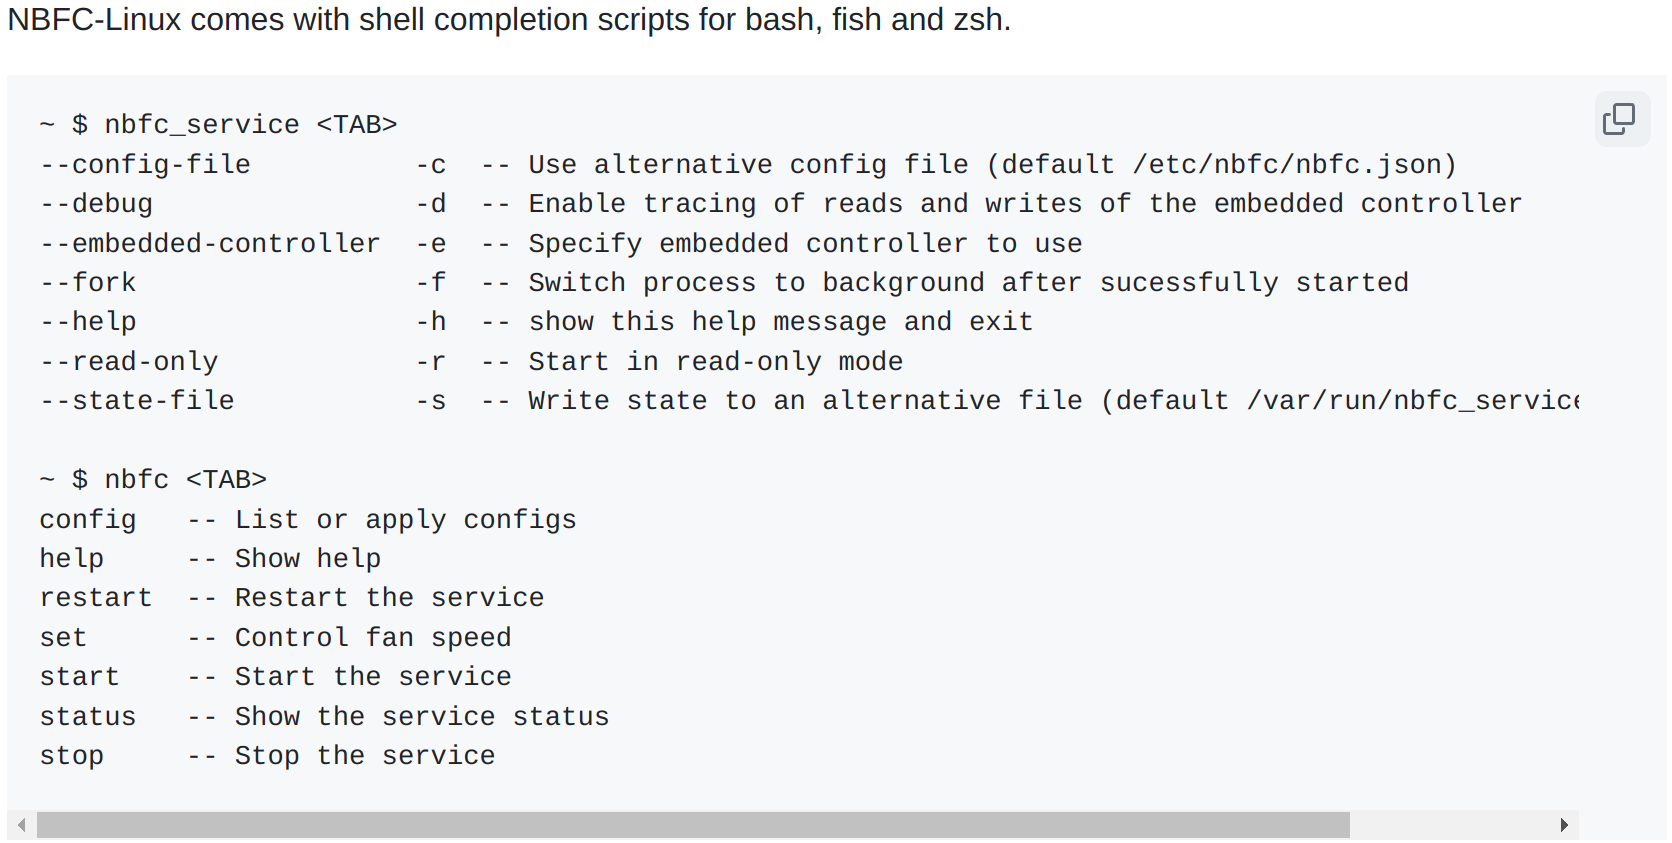 NBFC-Linux comes with shell completion scripts for bash, fish and zsh.
~ $ nbfc_service <TAB>
--config-file          -c  -- Use alternative config file (default /etc/nbfc/nbfc.json)
--debug                -d  -- Enable tracing of reads and writes of the embedded controller
--embedded-controller  -e  -- Specify embedded controller to use
--fork                 -f  -- Switch process to background after sucessfully started
--help                 -h  -- show this help message and exit
--read-only            -r  -- Start in read-only mode
--state-file           -s  -- Write state to an alternative file (default /var/run/nbfc_service
~ $ nbfc <TAB>
config   -- List or apply configs
help     -- Show help
restart  -- Restart the service
set      -- Control fan speed
start    -- Start the service
status   -- Show the service status
stop     -- Stop the service